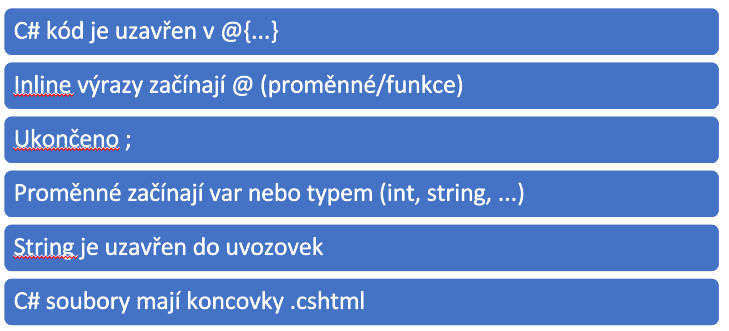 C# kód je uzavřen v @{...}
Inline výrazy začínají @ (proměnné/funkce)
Ukončeno ;
Proměnné začínají var nebo typem (int, string, ...)
String je uzavřen do uvozovek
C# soubory mají koncovky .cshtml